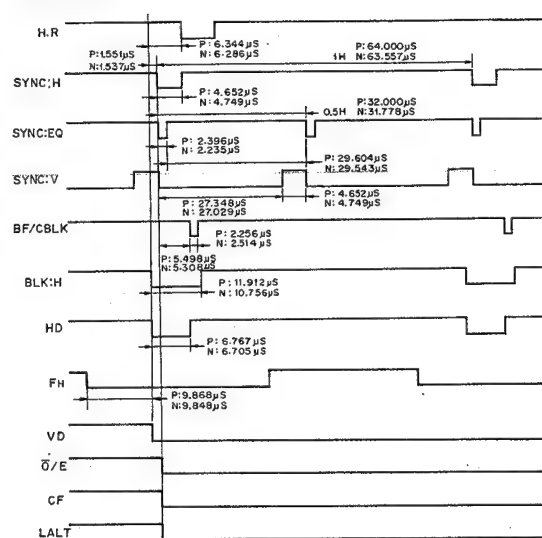 H.R
P:6.344µS
N:6.286µS
P:1.551µS
N:1.537µS
1H
P:64.000µS
N:63.557µS
SYNC:H
P:4.652µS
N:4.749µS
0.5H
P:32.000µS
N:31.778µS
SYNC:EQ
P:2.396µS
N:2.235µS
P:29.604µS
N:29.543µS
SYNC:V
P:27.348µS
N:27.029µS
P:4.652µS
N:4.749µS
BF/CBLK
P:2.256µS
N:2.514µS
P:5.498µS
N:5.308µS
BLK:H
P:11.912µS
N:10.756µS
HD
P:6.767µS
N:6.705µS
FH
P:9.868µS
N:9.848µS
VD
O̅/E
CF
LALT